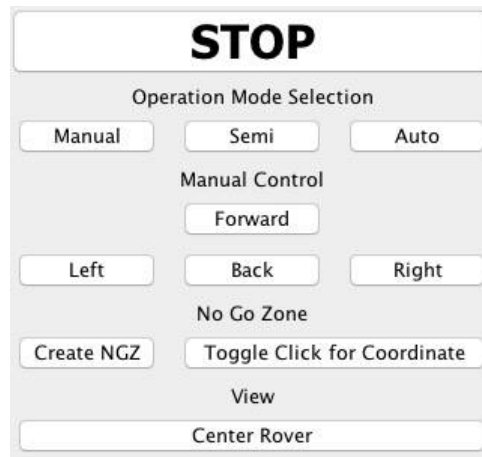 STOP
Operation Mode Selection
Manual Semi Auto
Manual Control
Forward
Left Back Right
No Go Zone
Create NGZ Toggle Click for Coordinate
View
Center Rover